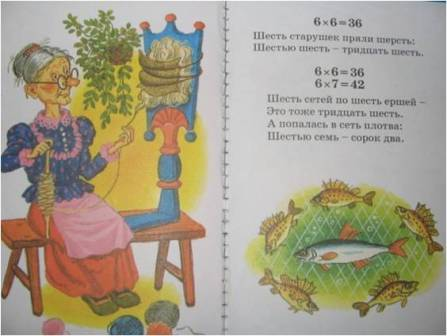 6×6=36
Шесть старушек пряли шерсть:
Шестью шесть – тридцать шесть.
6×6=36
6×7=42
Шесть сетей по шесть ершей –
Это тоже тридцать шесть.
А попалась в сеть плотва:
Шестью семь – сорок два.